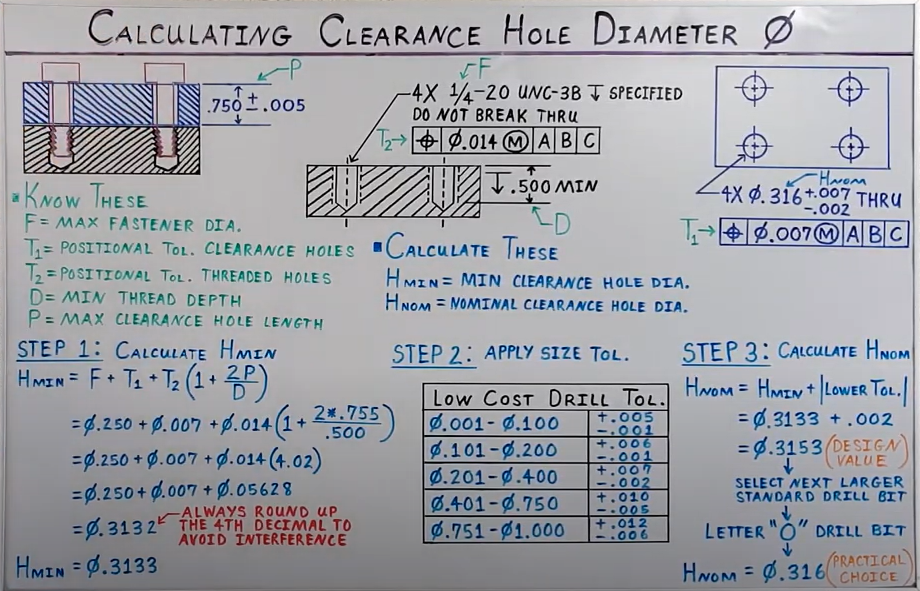 CALCULATING CLEARANCE HOLE DIAMETER Ø
P
.750 ± .005
F
4X 1/4-20 UNC-3B ↧ SPECIFIED
DO NOT BREAK THRU
T2→ ⌖ Ø.014 Ⓜ A B C
↧ .500 MIN
D
HNOM
4X Ø.316 +.007 -.002 THRU
T1→ ⌖ Ø.007 Ⓜ A B C
▪ KNOW THESE
F = MAX FASTENER DIA.
T1 = POSITIONAL TOL. CLEARANCE HOLES
T2 = POSITIONAL TOL. THREADED HOLES
D = MIN THREAD DEPTH
P = MAX CLEARANCE HOLE LENGTH
▪ CALCULATE THESE
HMIN = MIN CLEARANCE HOLE DIA.
HNOM = NOMINAL CLEARANCE HOLE DIA.
STEP 1: CALCULATE HMIN
HMIN = F + T1 + T2 (1 + 2P/D)
= Ø.250 + Ø.007 + Ø.014 (1 + 2*.755/.500)
= Ø.250 + Ø.007 + Ø.014 (4.02)
= Ø.250 + Ø.007 + Ø.05628
= Ø.3132 ← ALWAYS ROUND UP
THE 4TH DECIMAL TO
AVOID INTERFERENCE
HMIN = Ø.3133
STEP 2: APPLY SIZE TOL.
LOW COST DRILL TOL.
Ø.001 - Ø.100 +.005 -.001
Ø.101 - Ø.200 +.006 -.001
Ø.201 - Ø.400 +.007 -.002
Ø.401 - Ø.750 +.010 -.005
Ø.751 - Ø1.000 +.012 -.006
STEP 3: CALCULATE HNOM
HNOM = HMIN + |LOWER TOL.|
= Ø.3133 + .002
= Ø.3153 (DESIGN VALUE)
↓
SELECT NEXT LARGER
STANDARD DRILL BIT
↓
LETTER "O" DRILL BIT
↓
HNOM = Ø.316 (PRACTICAL CHOICE)